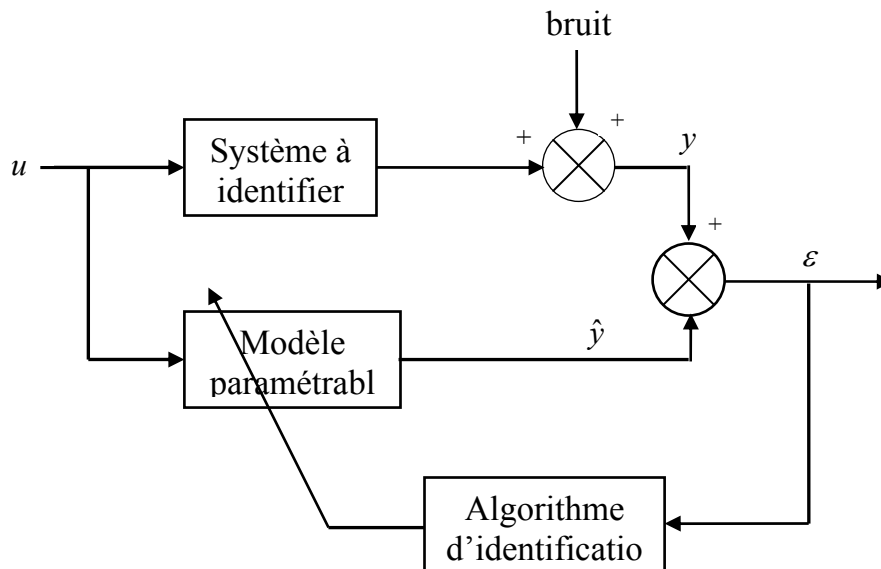 bruit
+
+
y
u
Système à
identifier
+
ε
ŷ
Modèle
paramétrabl
Algorithme
d’identificatio